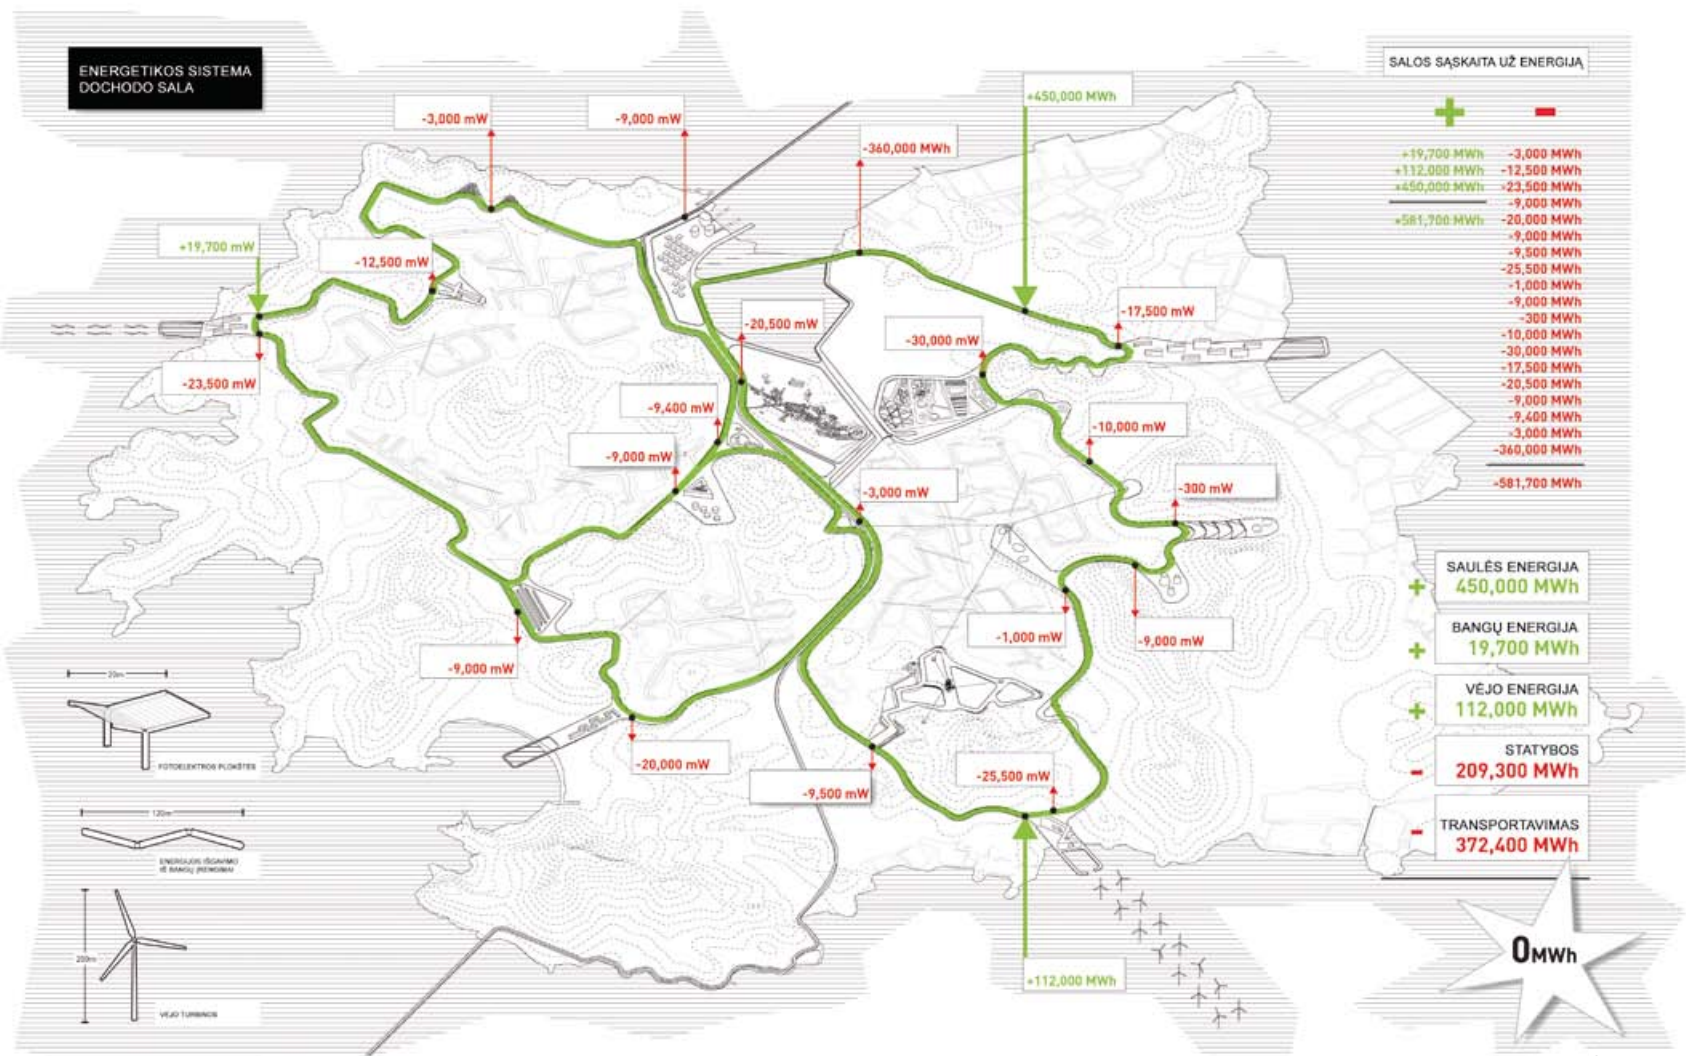 ENERGETIKOS SISTEMA
DOCHODO SALA
-3,000 mW
-9,000 mW
+450,000 MWh
-360,000 MWh
+19,700 mW
-12,500 mW
-23,500 mW
-20,500 mW
-17,500 mW
-30,000 mW
-9,400 mW
-9,000 mW
-10,000 mW
-3,000 mW
-300 mW
-1,000 mW
-9,000 mW
-9,000 mW
-20,000 mW
-9,500 mW
-25,500 mW
+112,000 MWh
20m
FOTOELEKTROS PLOKŠTĖS
120m
ENERGIJOS IŠGAVIMO
IŠ BANGŲ ĮRENGINIAI
200m
VĖJO TURBINOS
SALOS SĄSKAITA UŽ ENERGIJĄ
+ -
+19,700 MWh
+112,000 MWh
+450,000 MWh
+581,700 MWh
-3,000 MWh
-12,500 MWh
-23,500 MWh
-9,000 MWh
-20,000 MWh
-9,000 MWh
-9,500 MWh
-25,500 MWh
-1,000 MWh
-9,000 MWh
-300 MWh
-10,000 MWh
-30,000 MWh
-17,500 MWh
-20,500 MWh
-9,000 MWh
-9,400 MWh
-3,000 MWh
-360,000 MWh
-581,700 MWh
SAULĖS ENERGIJA
+ 450,000 MWh
BANGŲ ENERGIJA
+ 19,700 MWh
VĖJO ENERGIJA
+ 112,000 MWh
STATYBOS
- 209,300 MWh
TRANSPORTAVIMAS
- 372,400 MWh
0MWh